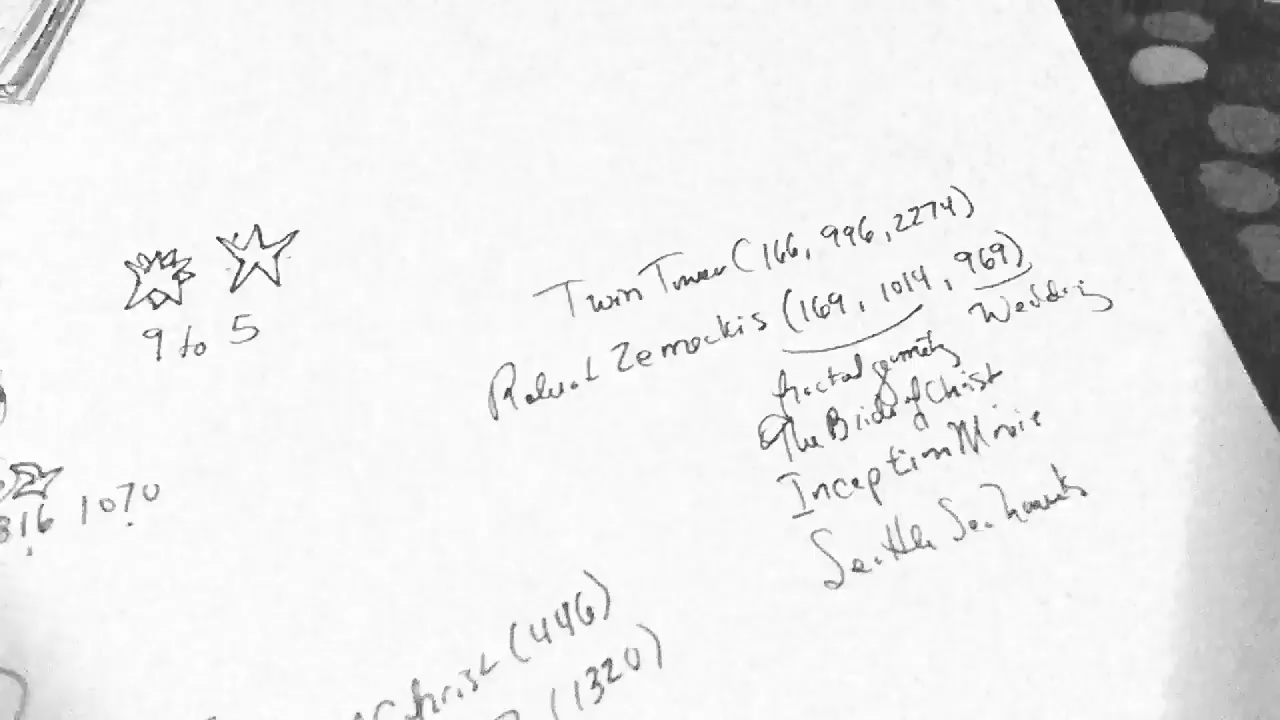 Twin Tower (166, 996, 2274)
Robert Zemeckis (169, 1014, 969)
Wedding
fractal geometry
The Bride of Christ
Inception Movie
Seattle Seahawks
9 to 5
316 1070
Christ (446)
(1320)